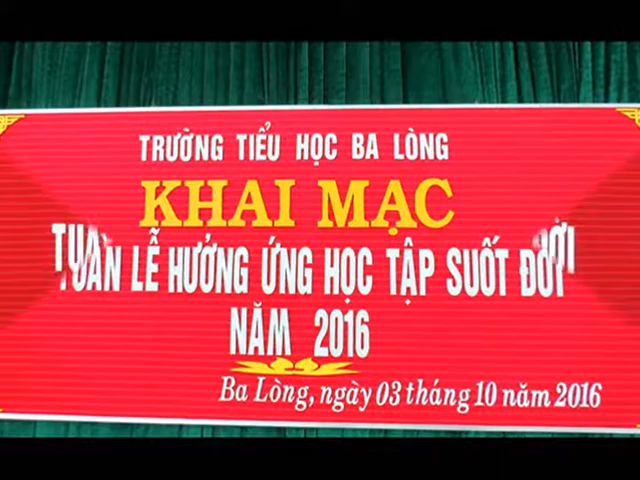 TRƯỜNG TIỂU HỌC BA LÒNG
KHAI MẠC
TUẦN LỄ HƯỞNG ỨNG HỌC TẬP SUỐT ĐỜI
NĂM 2016
Ba Lòng, ngày 03 tháng 10 năm 2016